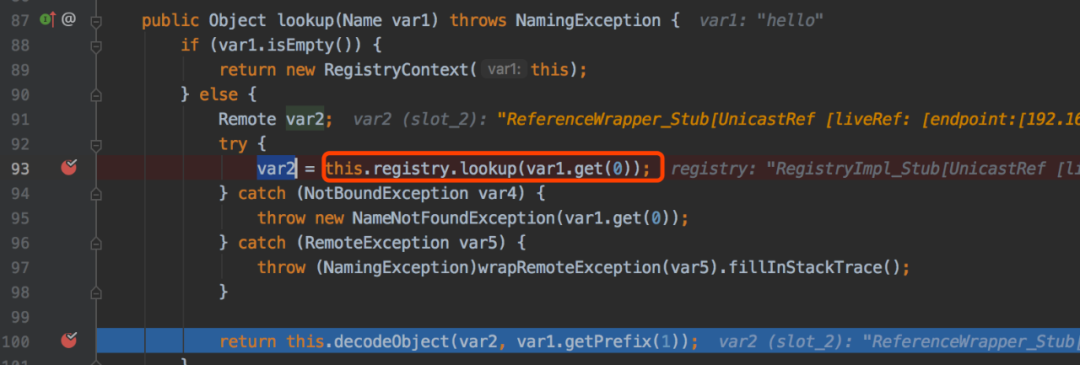 87 @ public Object lookup(Name var1) throws NamingException { var1: "hello"
88 if (var1.isEmpty()) {
89 return new RegistryContext( var1: this);
90 } else {
91 Remote var2; var2 (slot_2): "ReferenceWrapper_Stub[UnicastRef [liveRef: [endpoint:[192.16
92 try {
93 var2 = this.registry.lookup(var1.get(0)); registry: "RegistryImpl_Stub[UnicastRef [li
94 } catch (NotBoundException var4) {
95 throw new NameNotFoundException(var1.get(0));
96 } catch (RemoteException var5) {
97 throw (NamingException)wrapRemoteException(var5).fillInStackTrace();
98 }
99
100 return this.decodeObject(var2, var1.getPrefix(1)); var2 (slot_2): "ReferenceWrapper_Stub[
101 }